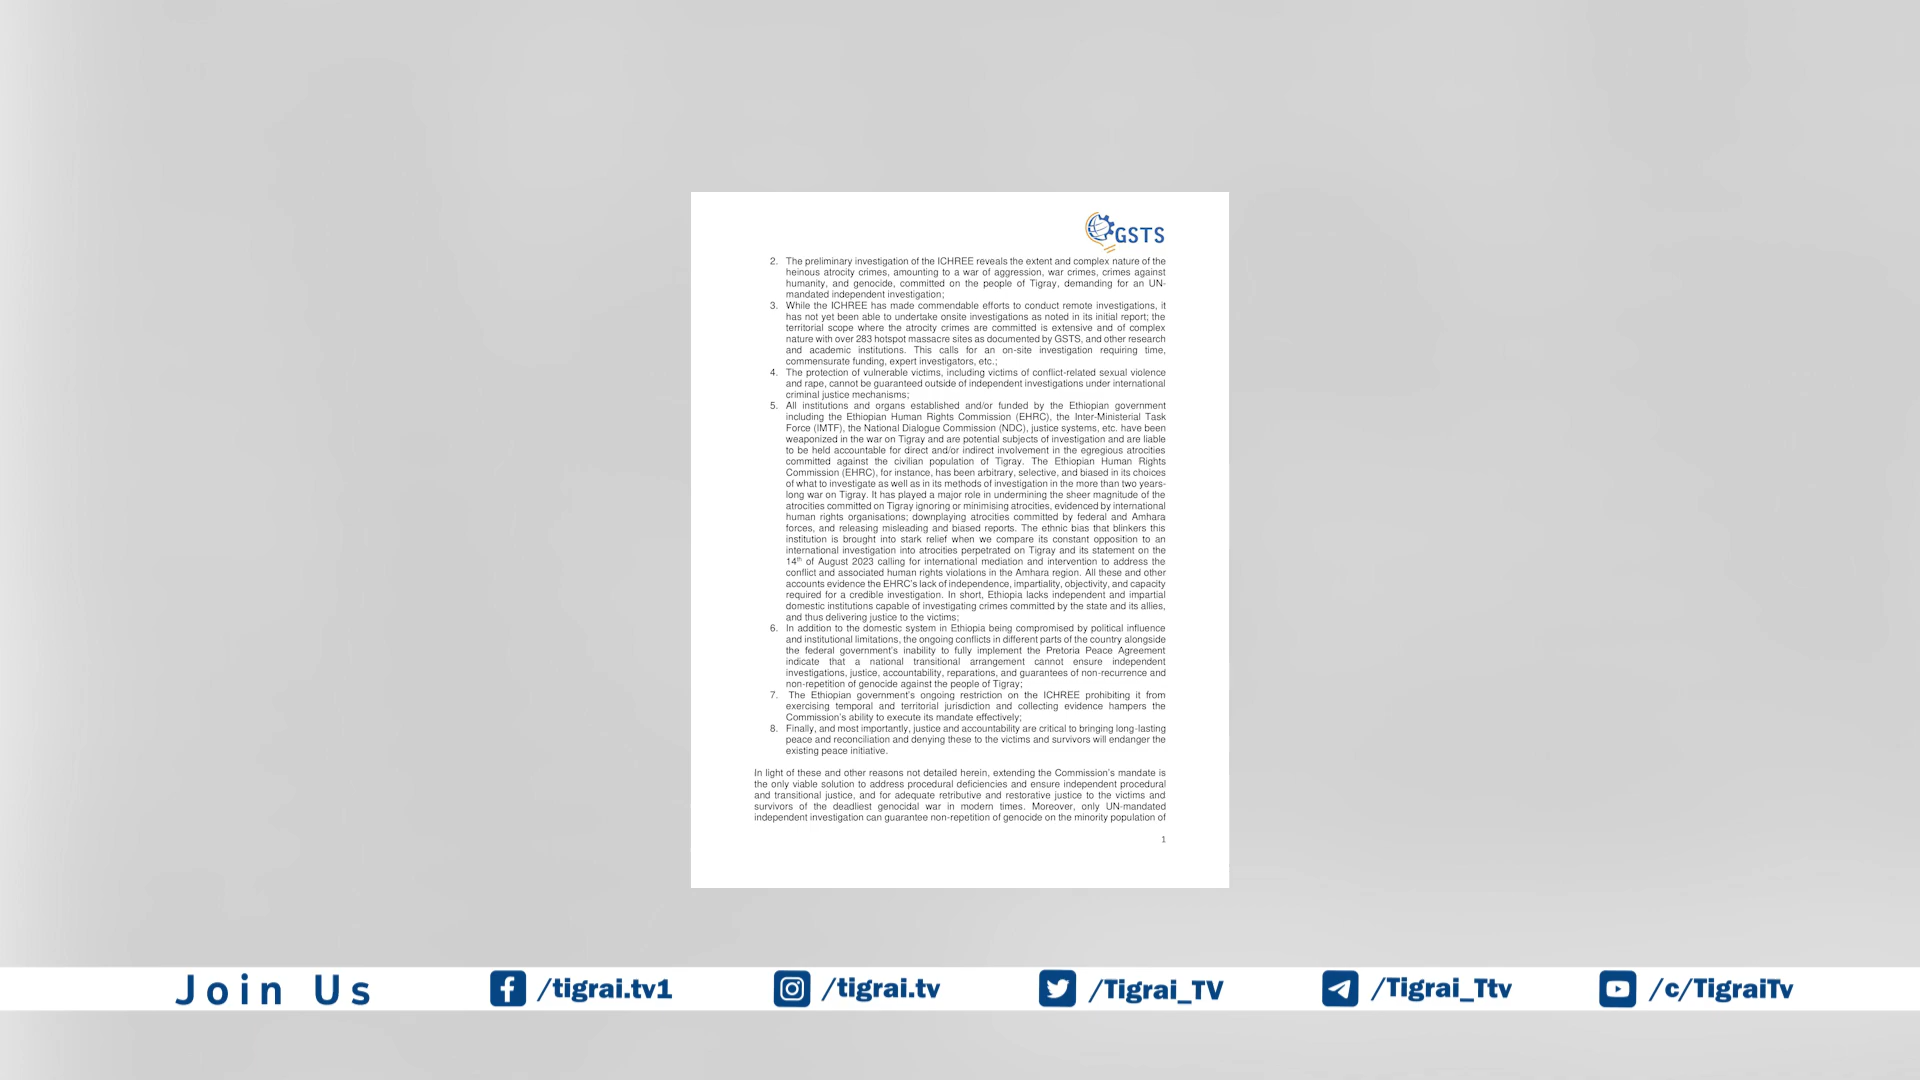 GSTS
2. The preliminary investigation of the ICHREE reveals the extent and complex nature of the
heinous atrocity crimes, amounting to a war of aggression, war crimes, crimes against
humanity, and genocide, committed on the people of Tigray, demanding for an UN-
mandated independent investigation;
3. While the ICHREE has made commendable efforts to conduct remote investigations, it
has not yet been able to undertake onsite investigations as noted in its initial report; the
territorial scope where the atrocity crimes are committed is extensive and of complex
nature with over 283 hotspot massacre sites as documented by GSTS, and other research
and academic institutions. This calls for an on-site investigation requiring time,
commensurate funding, expert investigators, etc.;
4. The protection of vulnerable victims, including victims of conflict-related sexual violence
and rape, cannot be guaranteed outside of independent investigations under international
criminal justice mechanisms;
5. All institutions and organs established and/or funded by the Ethiopian government
including the Ethiopian Human Rights Commission (EHRC), the Inter-Ministerial Task
Force (IMTF), the National Dialogue Commission (NDC), justice systems, etc. have been
weaponized in the war on Tigray and are potential subjects of investigation and are liable
to be held accountable for direct and/or indirect involvement in the egregious atrocities
committed against the civilian population of Tigray. The Ethiopian Human Rights
Commission (EHRC), for instance, has been arbitrary, selective, and biased in its choices
of what to investigate as well as in its methods of investigation in the more than two years-
long war on Tigray. It has played a major role in undermining the sheer magnitude of the
atrocities committed on Tigray ignoring or minimising atrocities, evidenced by international
human rights organisations; downplaying atrocities committed by federal and Amhara
forces, and releasing misleading and biased reports. The ethnic bias that blinkers this
institution is brought into stark relief when we compare its constant opposition to an
international investigation into atrocities perpetrated on Tigray and its statement on the
14th of August 2023 calling for international mediation and intervention to address the
conflict and associated human rights violations in the Amhara region. All these and other
accounts evidence the EHRC's lack of independence, impartiality, objectivity, and capacity
required for a credible investigation. In short, Ethiopia lacks independent and impartial
domestic institutions capable of investigating crimes committed by the state and its allies,
and thus delivering justice to the victims;
6. In addition to the domestic system in Ethiopia being compromised by political influence
and institutional limitations, the ongoing conflicts in different parts of the country alongside
the federal government's inability to fully implement the Pretoria Peace Agreement
indicate that a national transitional arrangement cannot ensure independent
investigations, justice, accountability, reparations, and guarantees of non-recurrence and
non-repetition of genocide against the people of Tigray;
7. The Ethiopian government's ongoing restriction on the ICHREE prohibiting it from
exercising temporal and territorial jurisdiction and collecting evidence hampers the
Commission's ability to execute its mandate effectively;
8. Finally, and most importantly, justice and accountability are critical to bringing long-lasting
peace and reconciliation and denying these to the victims and survivors will endanger the
existing peace initiative.
In light of these and other reasons not detailed herein, extending the Commission's mandate is
the only viable solution to address procedural deficiencies and ensure independent procedural
and transitional justice, and for adequate retributive and restorative justice to the victims and
survivors of the deadliest genocidal war in modern times. Moreover, only UN-mandated
independent investigation can guarantee non-repetition of genocide on the minority population of
1
Join Us /tigrai.tv1 /tigrai.tv /Tigrai_TV /Tigrai_Ttv /c/TigraiTv